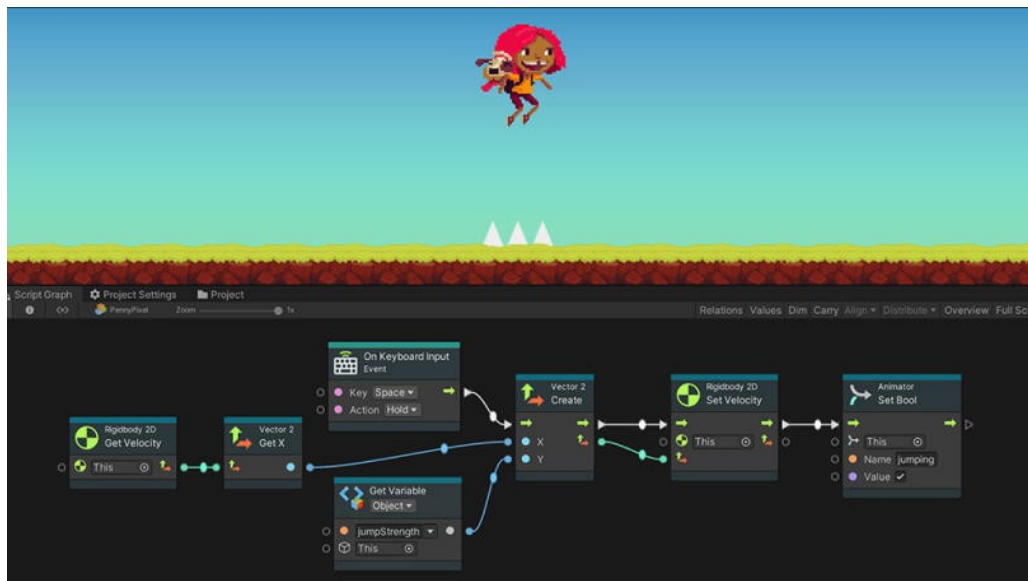 Script Graph Project Settings Project
PennyPixel Zoom 1x Relations Values Dim Carry Align Distribute Overview Full Sc
On Keyboard Input
Event
Key Space
Action Hold
Vector 2
Create
X
Y
Rigidbody 2D
Set Velocity
This
Animator
Set Bool
This
Name jumping
Value
Rigidbody 2D
Get Velocity
This
Vector 2
Get X
Get Variable
Object
jumpStrength
This